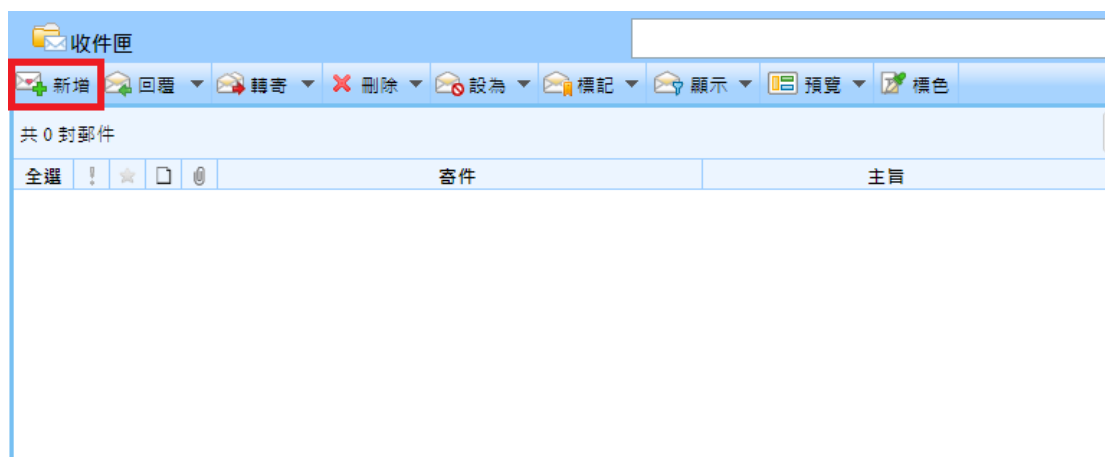 收件匣
新增 回覆 轉寄 刪除 設為 標記 顯示 預覽 標色
共 0 封郵件
全選 ! 寄件 主旨